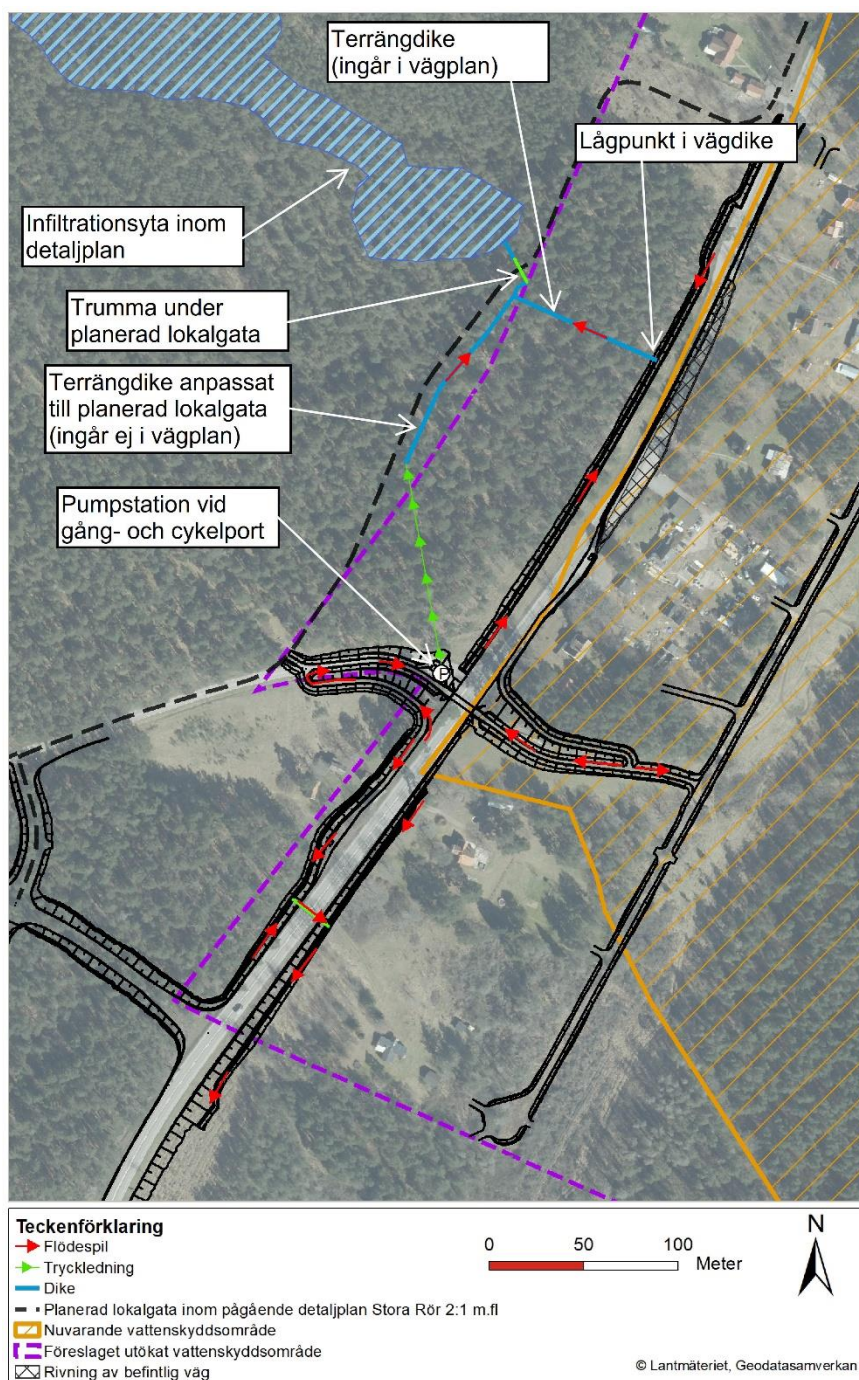 Terrängdike
(ingår i vägplan)
Lågpunkt i vägdike
Infiltrationsyta inom
detaljplan
Trumma under
planerad lokalgata
Terrängdike anpassat
till planerad lokalgata
(ingår ej i vägplan)
Pumpstation vid
gång- och cykelport
P
Teckenförklaring
Flödespil
Tryckledning
Dike
Planerad lokalgata inom pågående detaljplan Stora Rör 2:1 m.fl
Nuvarande vattenskyddsområde
Föreslaget utökat vattenskyddsområde
Rivning av befintlig väg
0 50 100
Meter
N
© Lantmäteriet, Geodatasamverkan